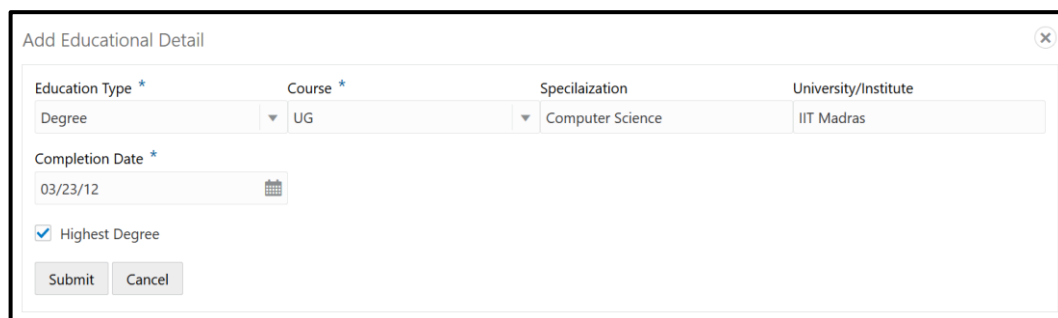 Add Educational Detail
Education Type * Course * Specilaization University/Institute
Degree UG Computer Science IIT Madras
Completion Date *
03/23/12
Highest Degree
Submit Cancel